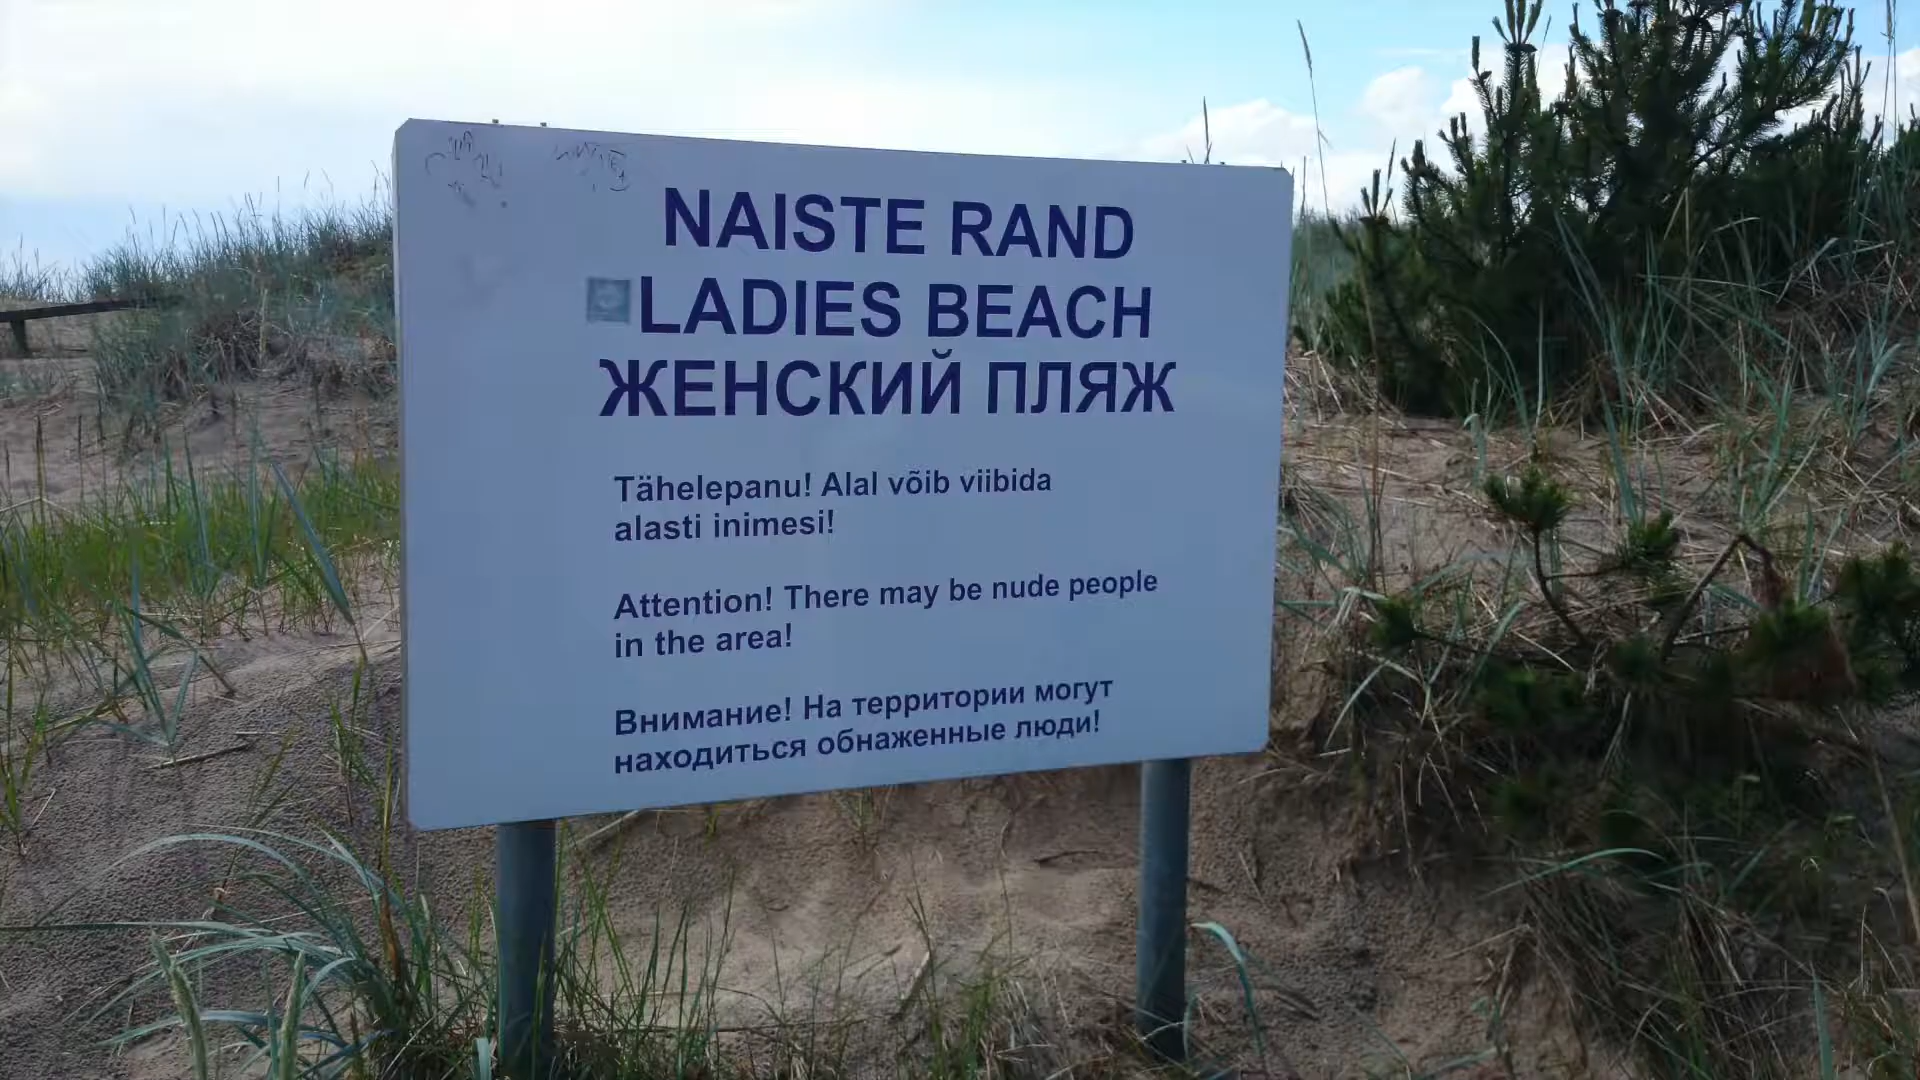 NAISTE RAND
LADIES BEACH
ЖЕНСКИЙ ПЛЯЖ
Tähelepanu! Alal võib viibida
alasti inimesi!
Attention! There may be nude people
in the area!
Внимание! На территории могут
находиться обнаженные люди!